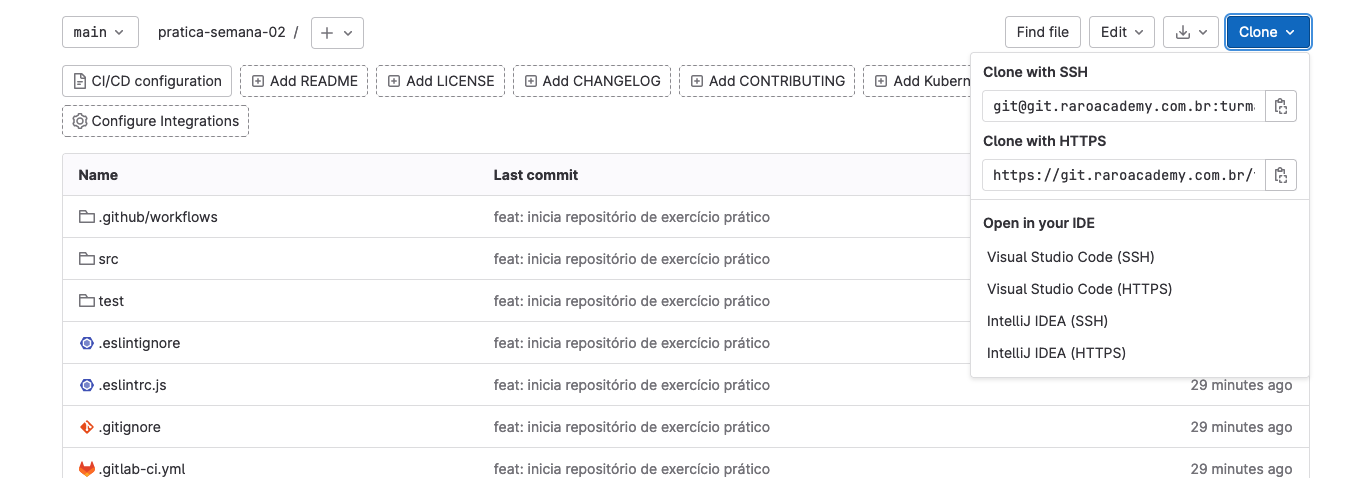 main pratica-semana-02 / Find file Edit Clone
CI/CD configuration Add README Add LICENSE Add CHANGELOG Add CONTRIBUTING Add
Configure Integrations
Clone with SSH
git@git.raroacademy.com.br:
Clone with HTTPS
https://git.raroacademy.com.br/
Open in your IDE
Visual Studio Code (SSH)
Visual Studio Code (HTTPS)
IntelliJ IDEA (SSH)
IntelliJ IDEA (HTTPS)
Name Last commit
.github/workflows feat: inicia repositório de exercício prático
src feat: inicia repositório de exercício prático
test feat: inicia repositório de exercício prático
.eslintignore feat: inicia repositório de exercício prático
.eslintrc.js feat: inicia repositório de exercício prático 29 minutes ago
.gitignore feat: inicia repositório de exercício prático 29 minutes ago
.gitlab-ci.yml feat: inicia repositório de exercício prático 29 minutes ago